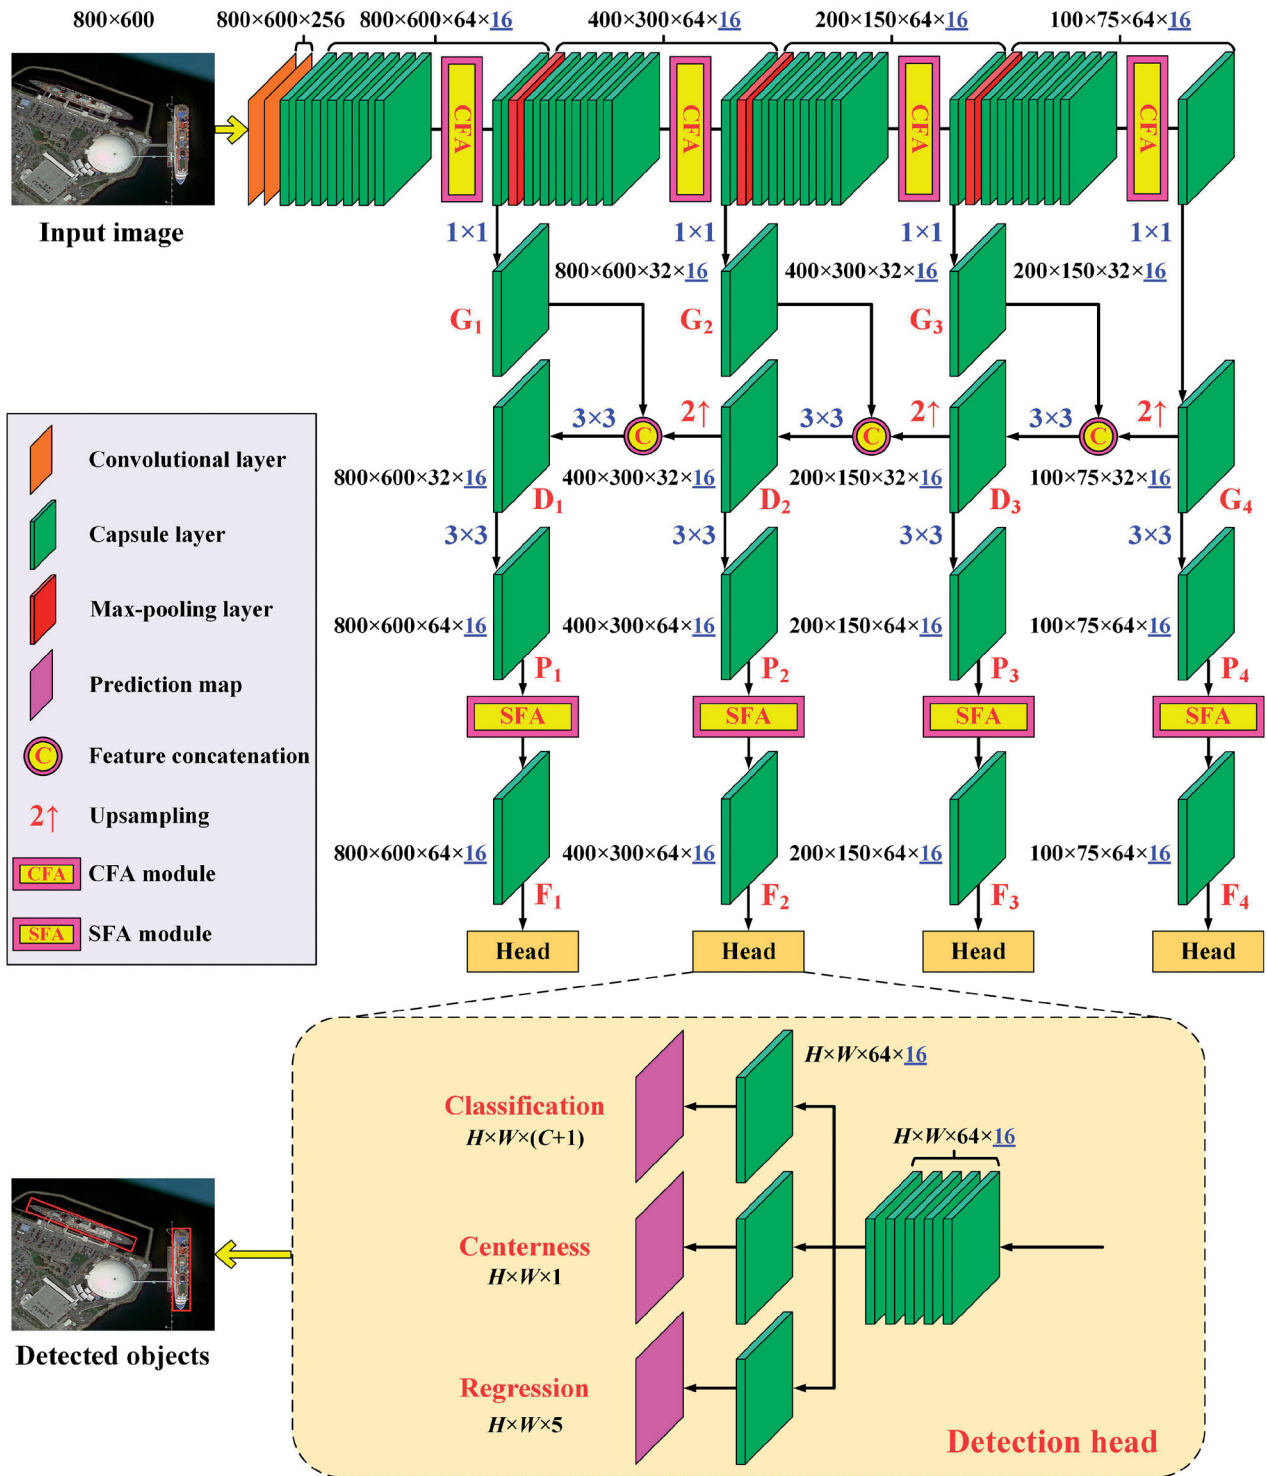 800×600
800×600×256
800×600×64×16
400×300×64×16
200×150×64×16
100×75×64×16
CFA
CFA
CFA
CFA
Input image
1×1
1×1
1×1
1×1
800×600×32×16
400×300×32×16
200×150×32×16
G1
G2
G3
3×3
2↑
3×3
2↑
3×3
2↑
C
C
C
800×600×32×16
400×300×32×16
200×150×32×16
100×75×32×16
D1
D2
D3
G4
3×3
3×3
3×3
3×3
800×600×64×16
400×300×64×16
200×150×64×16
100×75×64×16
P1
P2
P3
P4
SFA
SFA
SFA
SFA
800×600×64×16
400×300×64×16
200×150×64×16
100×75×64×16
F1
F2
F3
F4
Head
Head
Head
Head
Convolutional layer
Capsule layer
Max-pooling layer
Prediction map
C
Feature concatenation
2↑
Upsampling
CFA
CFA module
SFA
SFA module
H×W×64×16
Classification
H×W×(C+1)
H×W×64×16
Centerness
H×W×1
Regression
H×W×5
Detection head
Detected objects